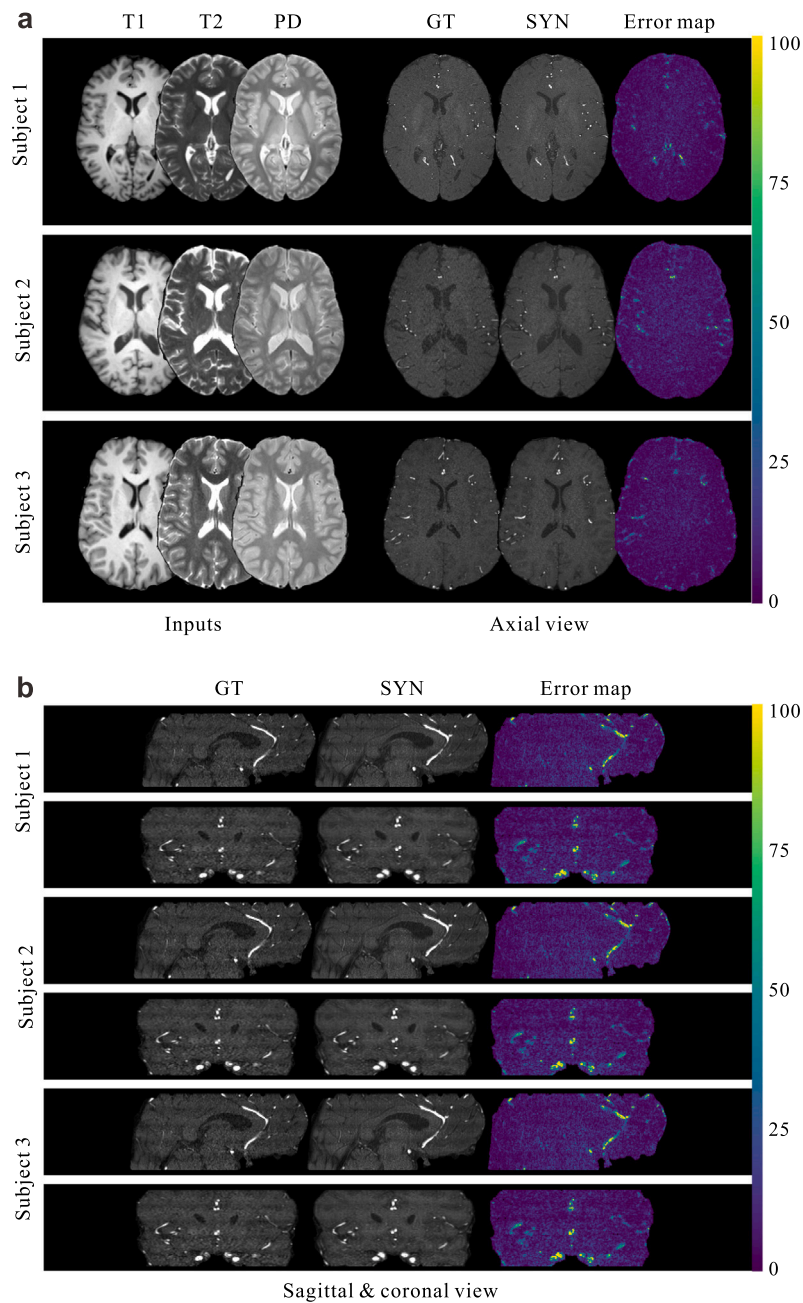 a
T1 T2 PD GT SYN Error map
100
Subject 1
75
Subject 2
50
25
Subject 3
0
Inputs Axial view
b
GT SYN Error map
100
Subject 1
75
Subject 2
50
25
Subject 3
0
Sagittal & coronal view